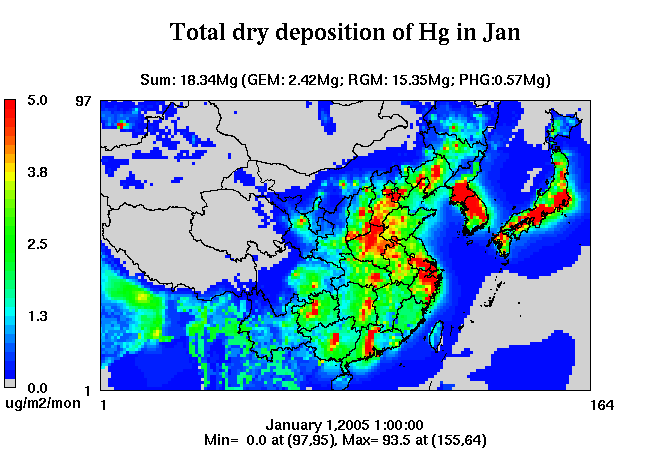 Total dry deposition of Hg in Jan
Sum: 18.34Mg (GEM: 2.42Mg; RGM: 15.35Mg; PHG:0.57Mg)
97
5.0
3.8
2.5
1.3
0.0
1
ug/m2/mon
1
164
January 1,2005 1:00:00
Min= 0.0 at (97,95), Max= 93.5 at (155,64)